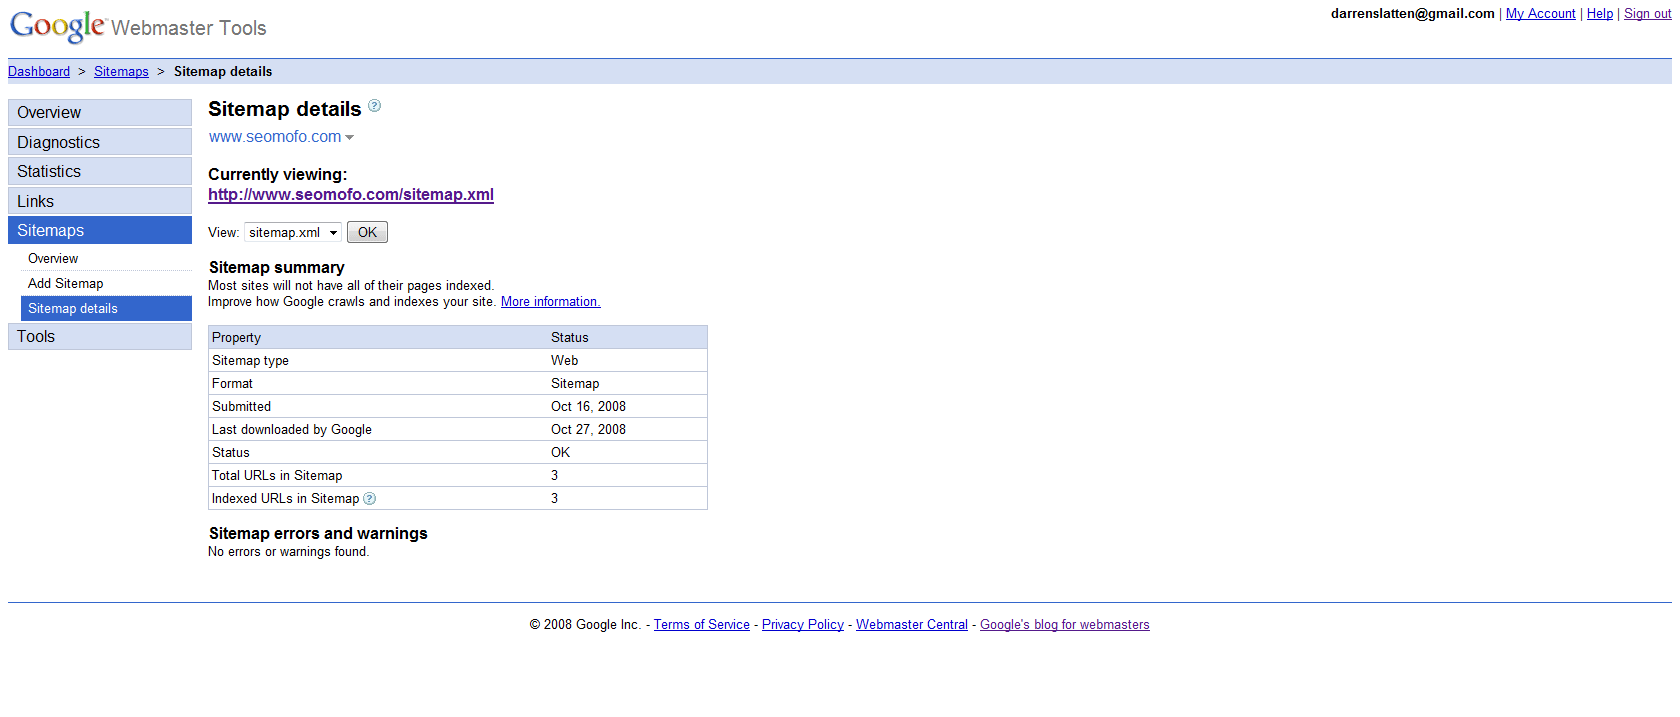 Google Webmaster Tools
darrenslatten@gmail.com | My Account | Help | Sign out
Dashboard > Sitemaps > Sitemap details
Overview
Diagnostics
Statistics
Links
Sitemaps
Overview
Add Sitemap
Sitemap details
Tools
Sitemap details ?
www.seomofo.com
Currently viewing:
http://www.seomofo.com/sitemap.xml
View: sitemap.xml OK
Sitemap summary
Most sites will not have all of their pages indexed.
Improve how Google crawls and indexes your site. More information.
Property Status
Sitemap type Web
Format Sitemap
Submitted Oct 16, 2008
Last downloaded by Google Oct 27, 2008
Status OK
Total URLs in Sitemap 3
Indexed URLs in Sitemap ? 3
Sitemap errors and warnings
No errors or warnings found.
© 2008 Google Inc. - Terms of Service - Privacy Policy - Webmaster Central - Google's blog for webmasters